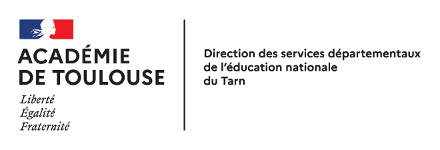 ACADÉMIE
DE TOULOUSE
Liberté
Égalité
Fraternité
Direction des services départementaux
de l'éducation nationale
du Tarn